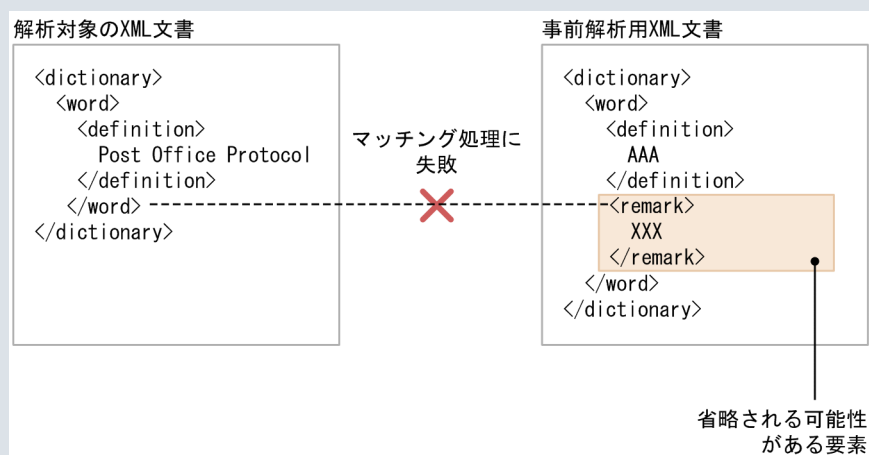 解析対象のXML文書
<dictionary>
<word>
<definition>
Post Office Protocol
</definition>
</word>
</dictionary>
マッチング処理に
失敗
事前解析用XML文書
<dictionary>
<word>
<definition>
AAA
</definition>
<remark>
XXX
</remark>
</word>
</dictionary>
省略される可能性
がある要素